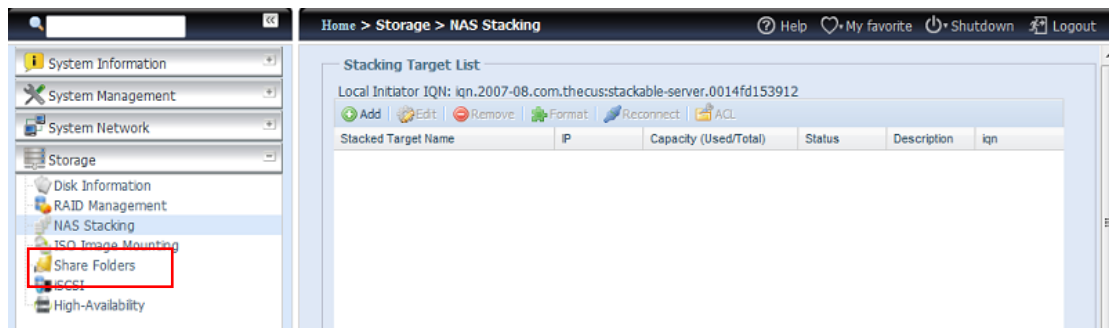 Home > Storage > NAS Stacking
Help My favorite Shutdown Logout
System Information
System Management
System Network
Storage
Disk Information
RAID Management
NAS Stacking
ISO Image Mounting
Share Folders
iSCSI
High-Availability
Stacking Target List
Local Initiator IQN: iqn.2007-08.com.thecus:stackable-server.0014fd153912
Add Edit Remove Format Reconnect ACL
Stacked Target Name IP Capacity (Used/Total) Status Description iqn